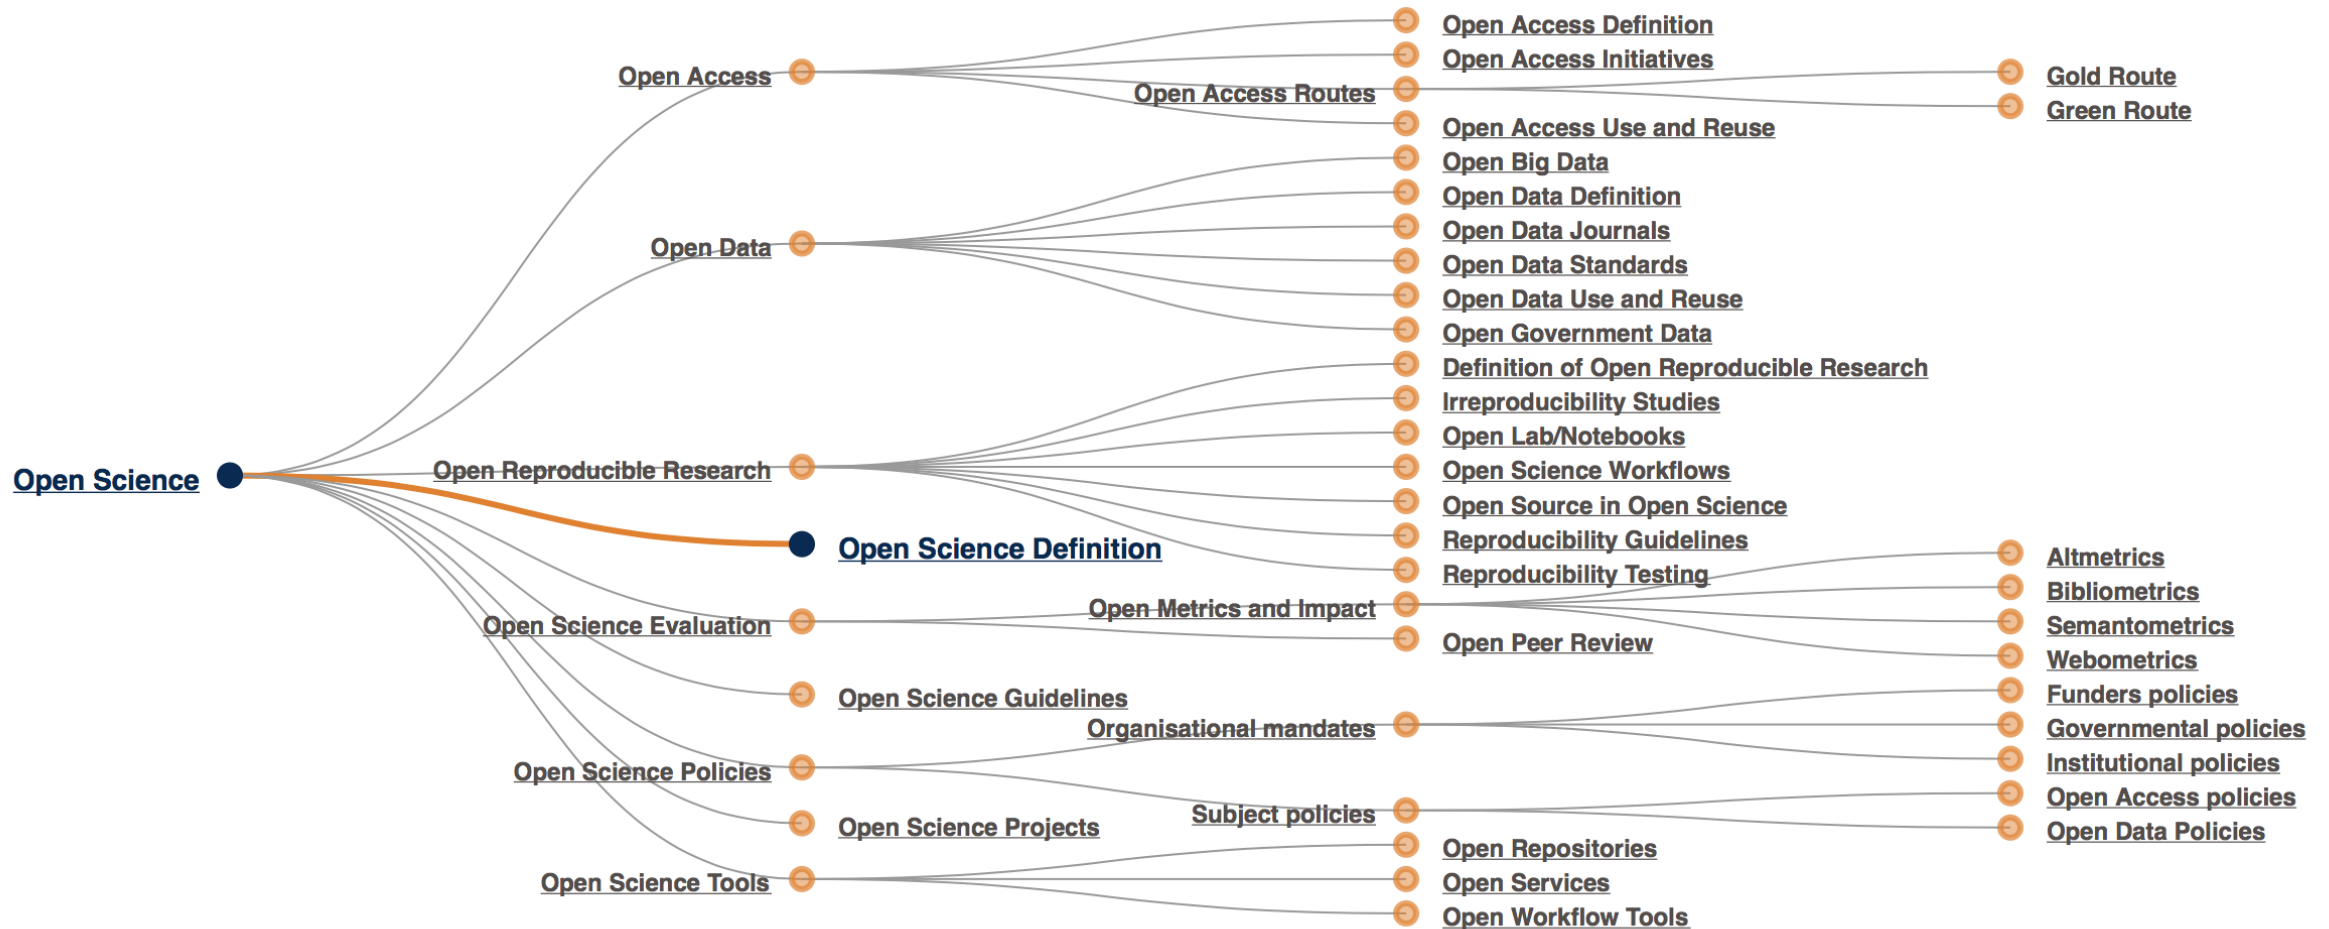 Open Science
Open Access
Open Access Definition
Open Access Initiatives
Open Access Routes
Gold Route
Green Route
Open Access Use and Reuse
Open Data
Open Big Data
Open Data Definition
Open Data Journals
Open Data Standards
Open Data Use and Reuse
Open Government Data
Open Reproducible Research
Definition of Open Reproducible Research
Irreproducibility Studies
Open Lab/Notebooks
Open Science Workflows
Open Source in Open Science
Reproducibility Guidelines
Reproducibility Testing
Open Science Definition
Open Science Evaluation
Open Metrics and Impact
Altmetrics
Bibliometrics
Semantometrics
Webometrics
Open Peer Review
Open Science Guidelines
Open Science Policies
Organisational mandates
Funders policies
Governmental policies
Institutional policies
Subject policies
Open Access policies
Open Data Policies
Open Science Projects
Open Science Tools
Open Repositories
Open Services
Open Workflow Tools